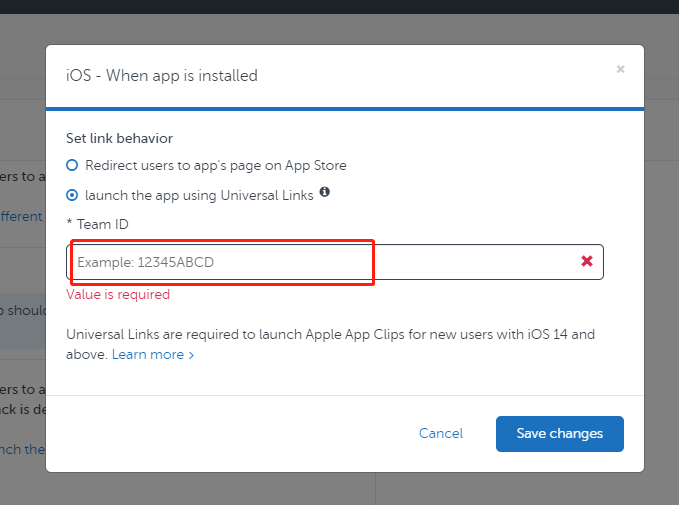 iOS - When app is installed
×
Set link behavior
Redirect users to app's page on App Store
launch the app using Universal Links
* Team ID
Example: 12345ABCD
Value is required
Universal Links are required to launch Apple App Clips for new users with iOS 14 and
above. Learn more >
Cancel
Save changes
ers to a
ifferent
o shoul
ers to a
ack is de
nch the